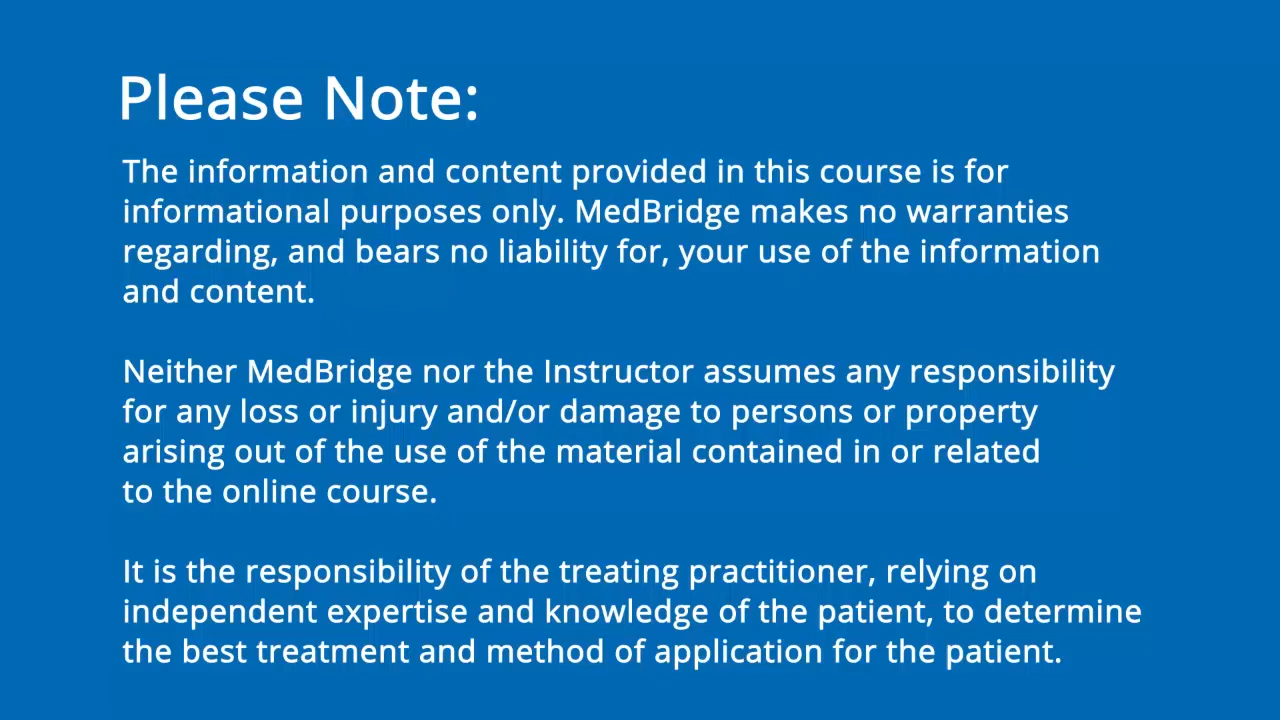 Please Note:
The information and content provided in this course is for
informational purposes only. MedBridge makes no warranties
regarding, and bears no liability for, your use of the information
and content.
Neither MedBridge nor the Instructor assumes any responsibility
for any loss or injury and/or damage to persons or property
arising out of the use of the material contained in or related
to the online course.
It is the responsibility of the treating practitioner, relying on
independent expertise and knowledge of the patient, to determine
the best treatment and method of application for the patient.